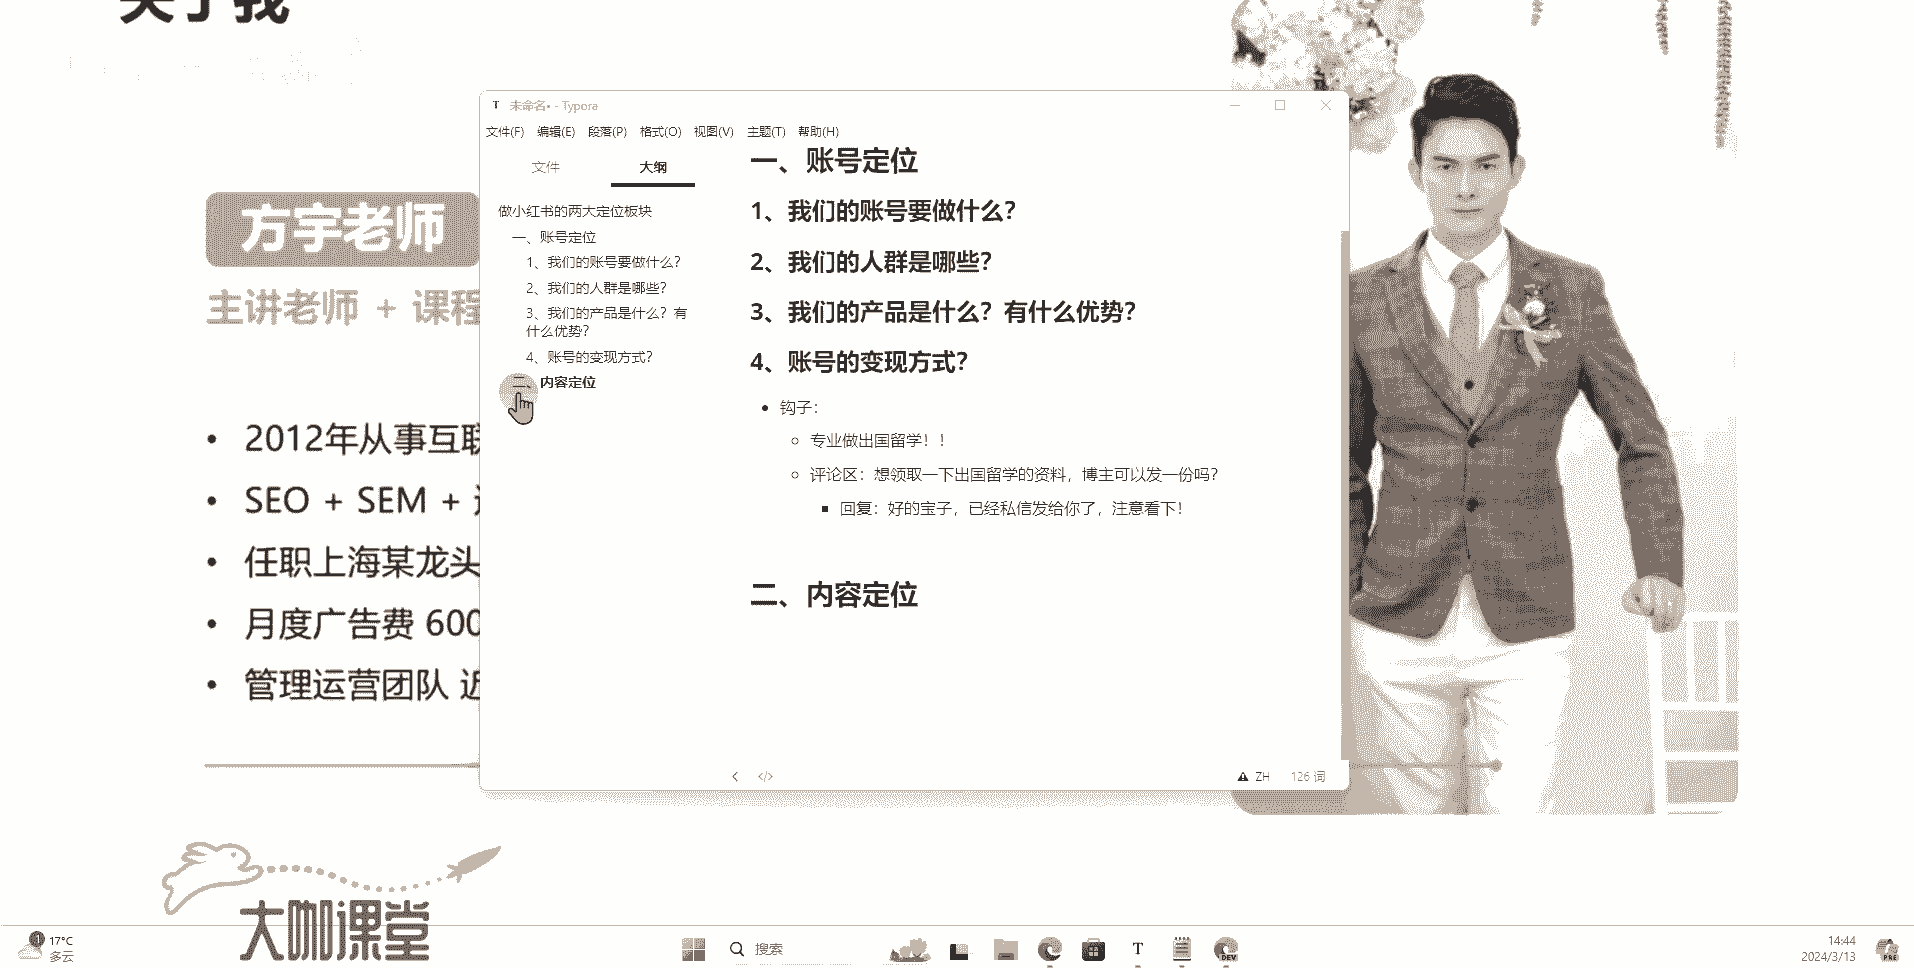 关于我
方宇老师
主讲老师 + 课程
2012年从事互联
SEO + SEM +
任职上海某龙头
月度广告费 600
管理运营团队 近
大咖课堂
未命名• - Typora
文件(F) 编辑(E) 段落(P) 格式(O) 视图(V) 主题(T) 帮助(H)
文件 大纲
做小红书的两大定位板块
一、账号定位
1、我们的账号要做什么?
2、我们的人群是哪些?
3、我们的产品是什么? 有
什么优势?
4、账号的变现方式?
二、内容定位
一、账号定位
1、我们的账号要做什么?
2、我们的人群是哪些?
3、我们的产品是什么? 有什么优势?
4、账号的变现方式?
钩子:
专业做出国留学! !
评论区: 想领取一下出国留学的资料, 博主可以发一份吗?
回复: 好的宝子, 已经私信发给你了, 注意看下!
二、内容定位
ZH 126 词
1 17°C
多云
搜索
T
DEV
14:44
2024/3/13
PRE